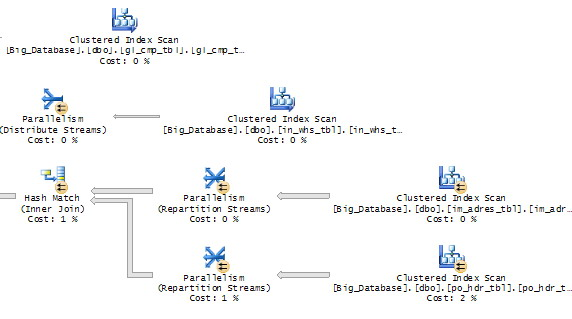 Clustered Index Scan
[Big_Database].[dbo].[gl_cmp_tbl].[gl_cmp_t…
Cost: 0 %
Parallelism
(Distribute Streams)
Cost: 0 %
Clustered Index Scan
[Big_Database].[dbo].[in_whs_tbl].[in_whs_t…
Cost: 0 %
Hash Match
(Inner Join)
Cost: 1 %
Parallelism
(Repartition Streams)
Cost: 0 %
Clustered Index Scan
[Big_Database].[dbo].[im_adres_tbl].[im_adr…
Cost: 0 %
Parallelism
(Repartition Streams)
Cost: 1 %
Clustered Index Scan
[Big_Database].[dbo].[po_hdr_tbl].[po_hdr_t…
Cost: 2 %